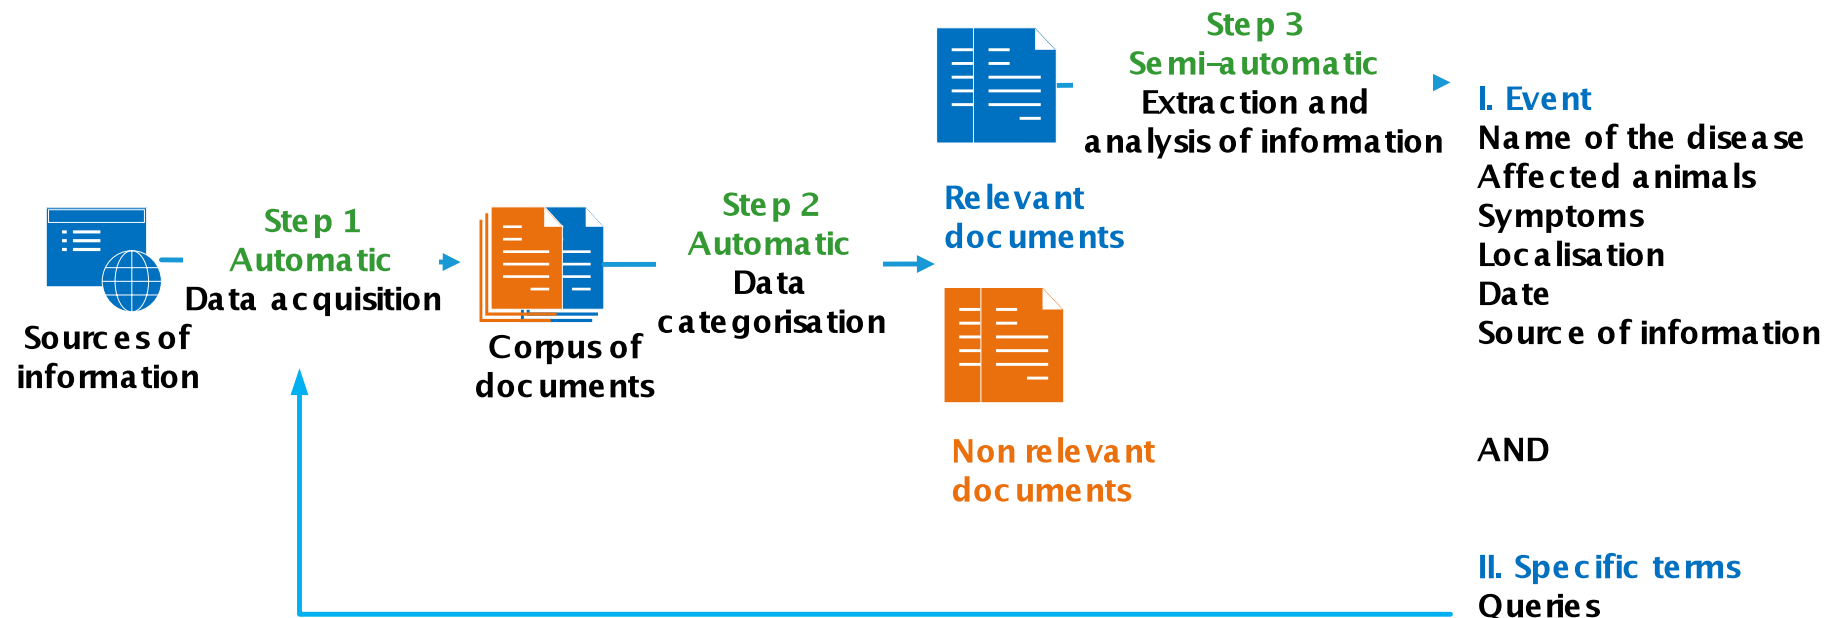 Sources of
information
Step 1
Automatic
Data acquisition
Corpus of
documents
Step 2
Automatic
Data
categorisation
Relevant
documents
Non relevant
documents
Step 3
Semi-automatic
Extraction and
analysis of information
I. Event
Name of the disease
Affected animals
Symptoms
Localisation
Date
Source of information
AND
II. Specific terms
Queries